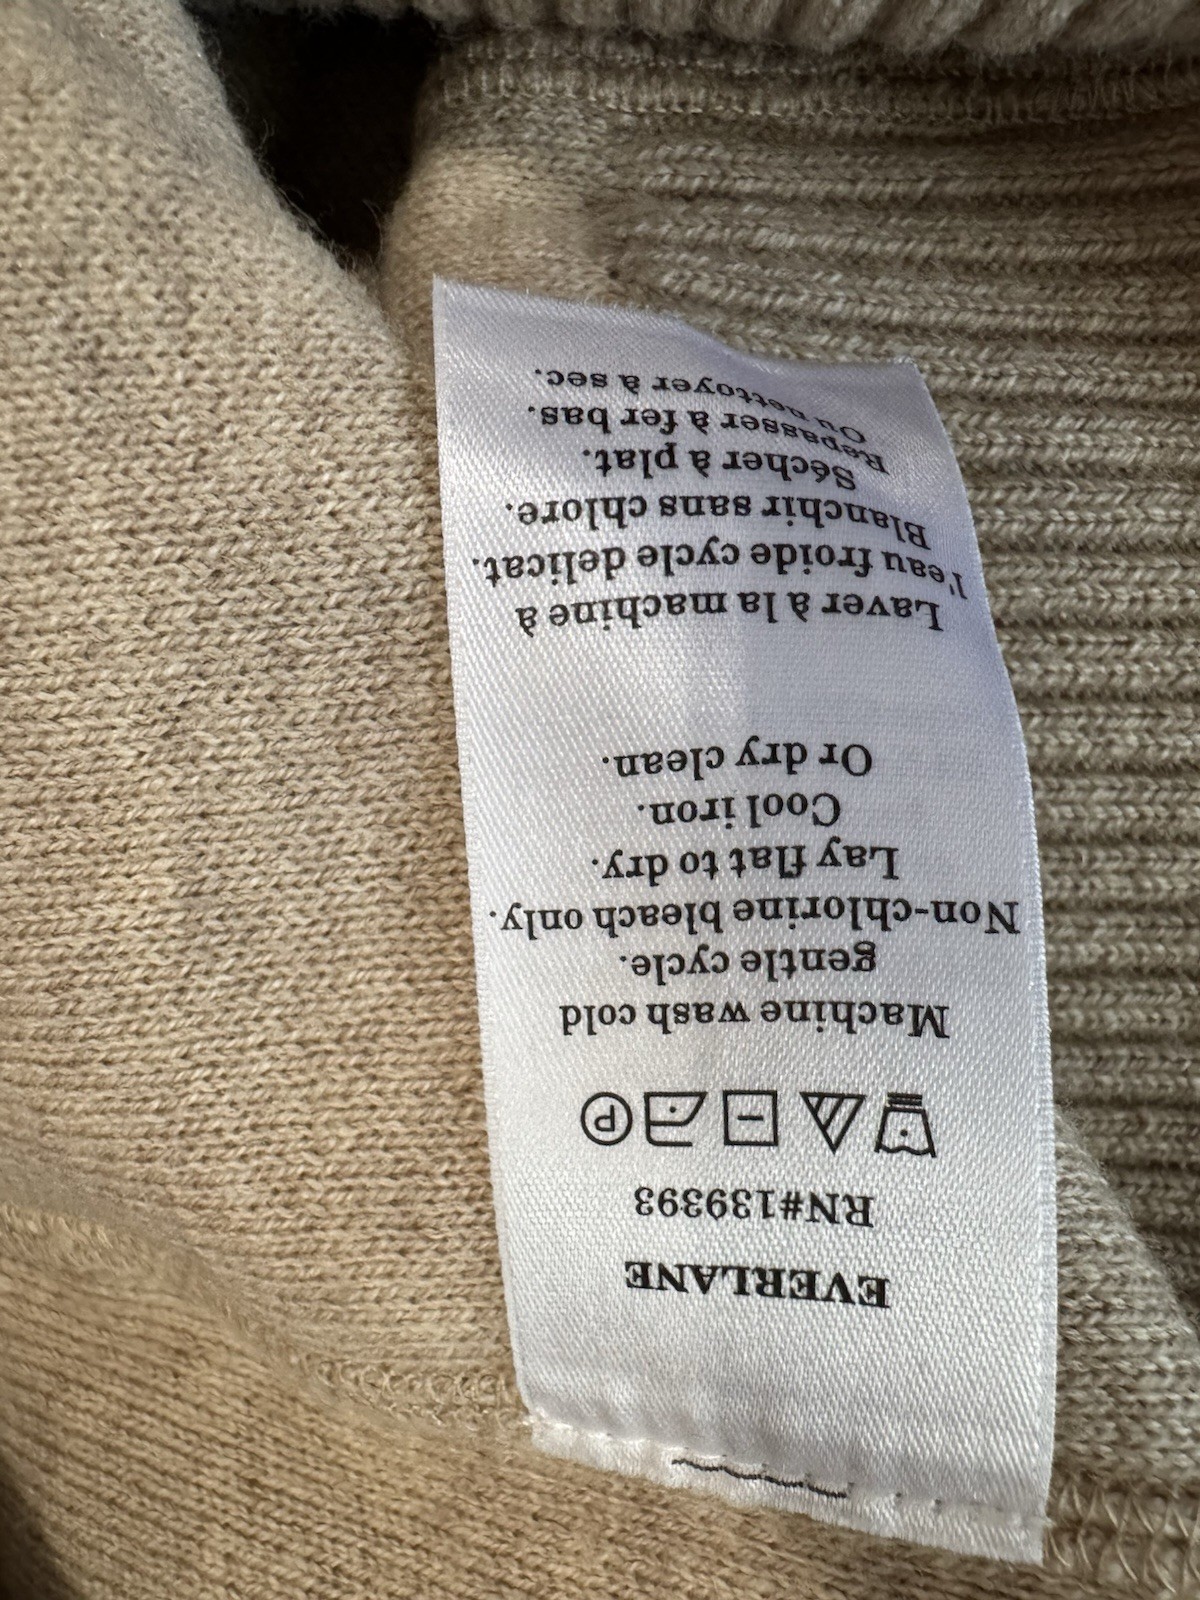 EVERLANE
RN#139393
P
Machine wash cold
gentle cycle.
Non-chlorine bleach only.
Lay flat to dry.
Cool iron.
Or dry clean.
Laver à la machine à
l'eau froide cycle delicat.
Blanchir sans chlore.
Sécher à plat.
Repasser à fer bas.
Ou nettoyer à sec.